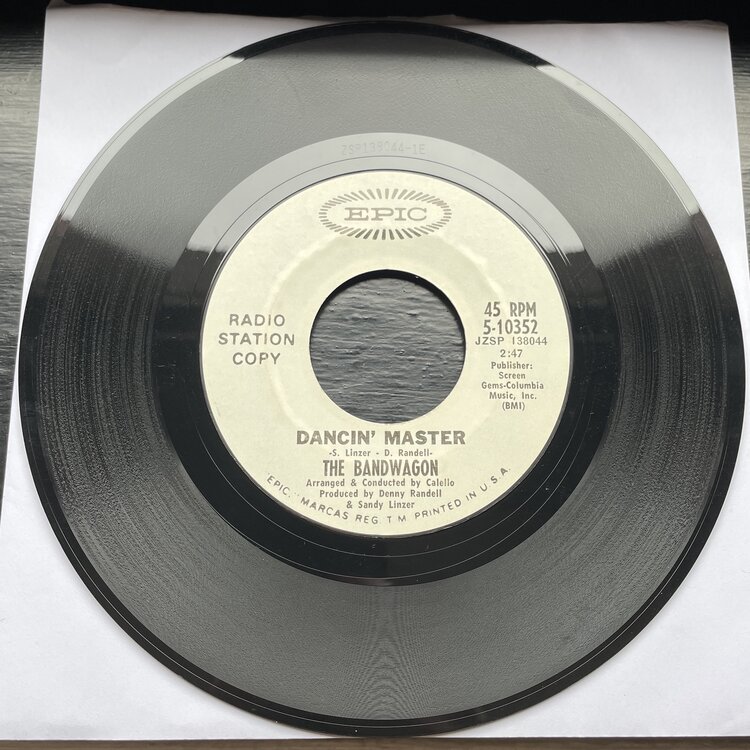 ZSP138044-1E
EPIC
RADIO
STATION
COPY
45 RPM
5-10352
JZSP 138044
2:47
Publisher:
Screen
Gems-Columbia
Music, Inc.
(BMI)
DANCIN' MASTER
-S. Linzer - D. Randell-
THE BANDWAGON
Arranged & Conducted by Calello
Produced by Denny Randell
& Sandy Linzer
"EPIC," MARCAS REG. T.M. PRINTED IN U.S.A.